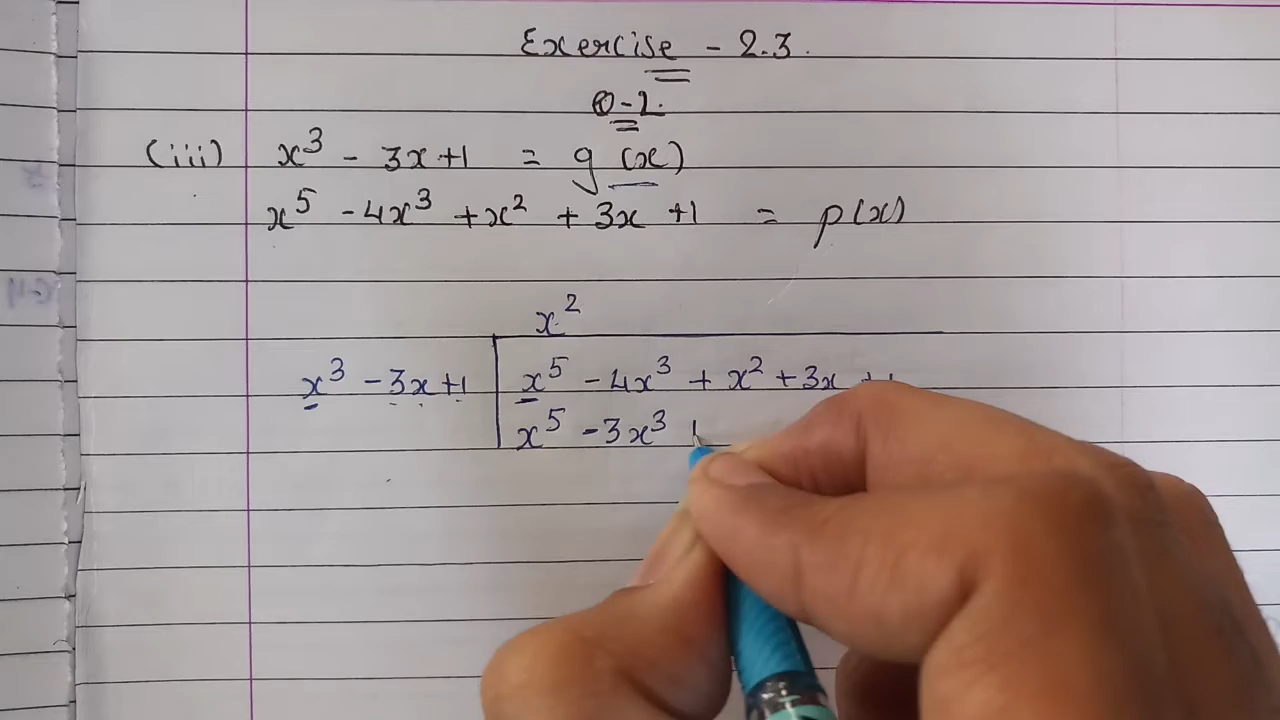 Exercise - 2.3.
Q-2.
(iii) x³ - 3x + 1 = g(x)
x⁵ - 4x³ + x² + 3x + 1 = p(x)
x²
x³ - 3x + 1 x⁵ - 4x³ + x² + 3x + 1
x⁵ - 3x³